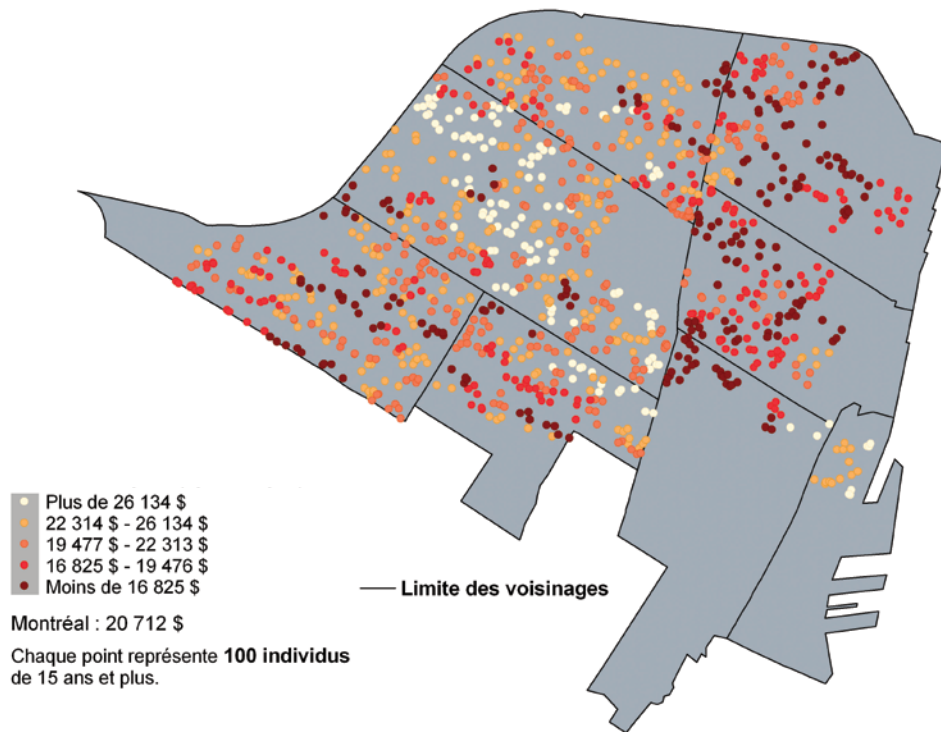 Plus de 26 134 $
22 314 $ - 26 134 $
19 477 $ - 22 313 $
16 825 $ - 19 476 $
Moins de 16 825 $
Limite des voisinages
Montréal : 20 712 $
Chaque point représente 100 individus
de 15 ans et plus.